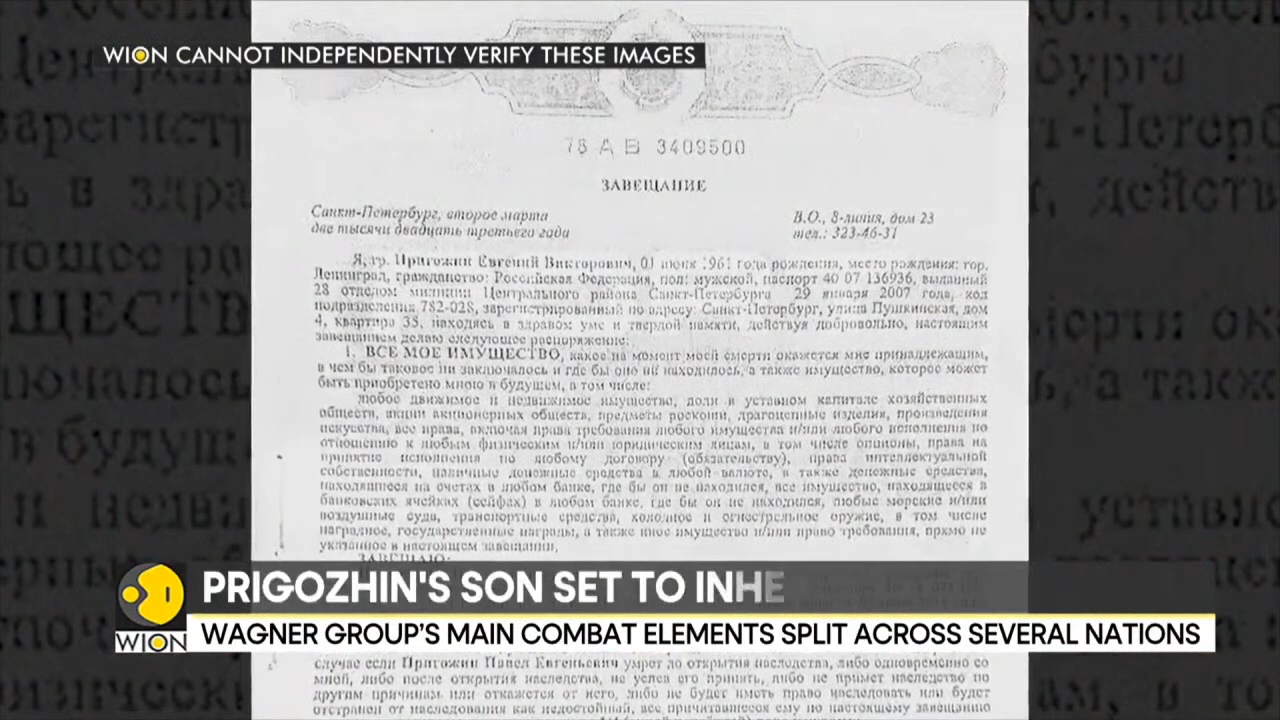 WION CANNOT INDEPENDENTLY VERIFY THESE IMAGES
78 А В 3409500
ЗАВЕЩАНИЕ
Санкт-Петербург, второе марта
две тысячи двадцать третьего года
В.О., 8-линия, дом 23
тел.: 323-46-31
Я, гр. Пригожин Евгений Викторович, 01 июня 1961 года рождения, место рождения: гор.
Ленинград, гражданство: Российская Федерация, пол: мужской, паспорт 40 07 136936, выданный
28 отделом милиции Центрального района Санкт-Петербурга 29 января 2007 года, код
подразделения 782-028, зарегистрированный по адресу: Санкт-Петербург, улица Пушкинская, дом
4, квартира 35, находясь в здравом уме и твердой памяти, действуя добровольно, настоящим
завещанием делаю следующее распоряжение:
1. ВСЕ МОЕ ИМУЩЕСТВО, какое на момент моей смерти окажется мне принадлежащим,
в чем бы таковое ни заключалось и где бы оно не находилось, а также имущество, которое может
быть приобретено мною в будущем, в том числе:
любое движимое и недвижимое имущество, доли в уставном капитале хозяйственных
обществ, акции акционерных обществ, предметы роскоши, драгоценные изделия, произведения
искусства, все права, включая права требования любого имущества и/или любого исполнения по
отношению к любым физическим и/или юридическим лицам, в том числе опционы, права на
принятие исполнения по любому договору (обязательству), права интеллектуальной
собственности, наличные денежные средства в любой валюте, а также денежные средства,
находящиеся на счетах в любом банке, где бы он не находился, все имущество, находящееся в
банковских ячейках (сейфах) в любом банке, где бы он не находился, любые морские и/или
воздушные суда, транспортные средства, холодное и огнестрельное оружие, в том числе
наградное, государственные награды, а также иное имущество и/или право требования, прямо не
указанное в настоящем завещании,
ЗАВЕЩАЮ:
PRIGOZHIN'S SON SET TO INHE
WION
WAGNER GROUP'S MAIN COMBAT ELEMENTS SPLIT ACROSS SEVERAL NATIONS
случае если Пригожин Павел Евгеньевич умрет до открытия наследства, либо одновременно со
мной, либо после открытия наследства, не успев его принять, либо не примет наследство по
другим причинам или откажется от него, либо не будет иметь право наследовать или будет
отстранен от наследования как недостойный, все причитавшееся ему по настоящему завещанию